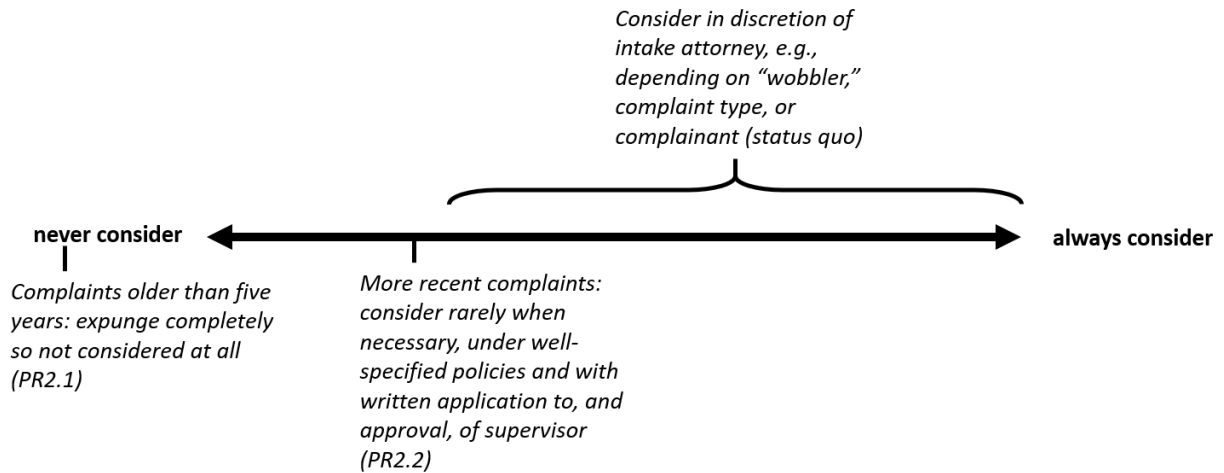 Consider in discretion of
intake attorney, e.g.,
depending on “wobbler,”
complaint type, or
complainant (status quo)
never consider
always consider
Complaints older than five
years: expunge completely
so not considered at all
(PR2.1)
More recent complaints:
consider rarely when
necessary, under well-
specified policies and with
written application to, and
approval, of supervisor
(PR2.2)